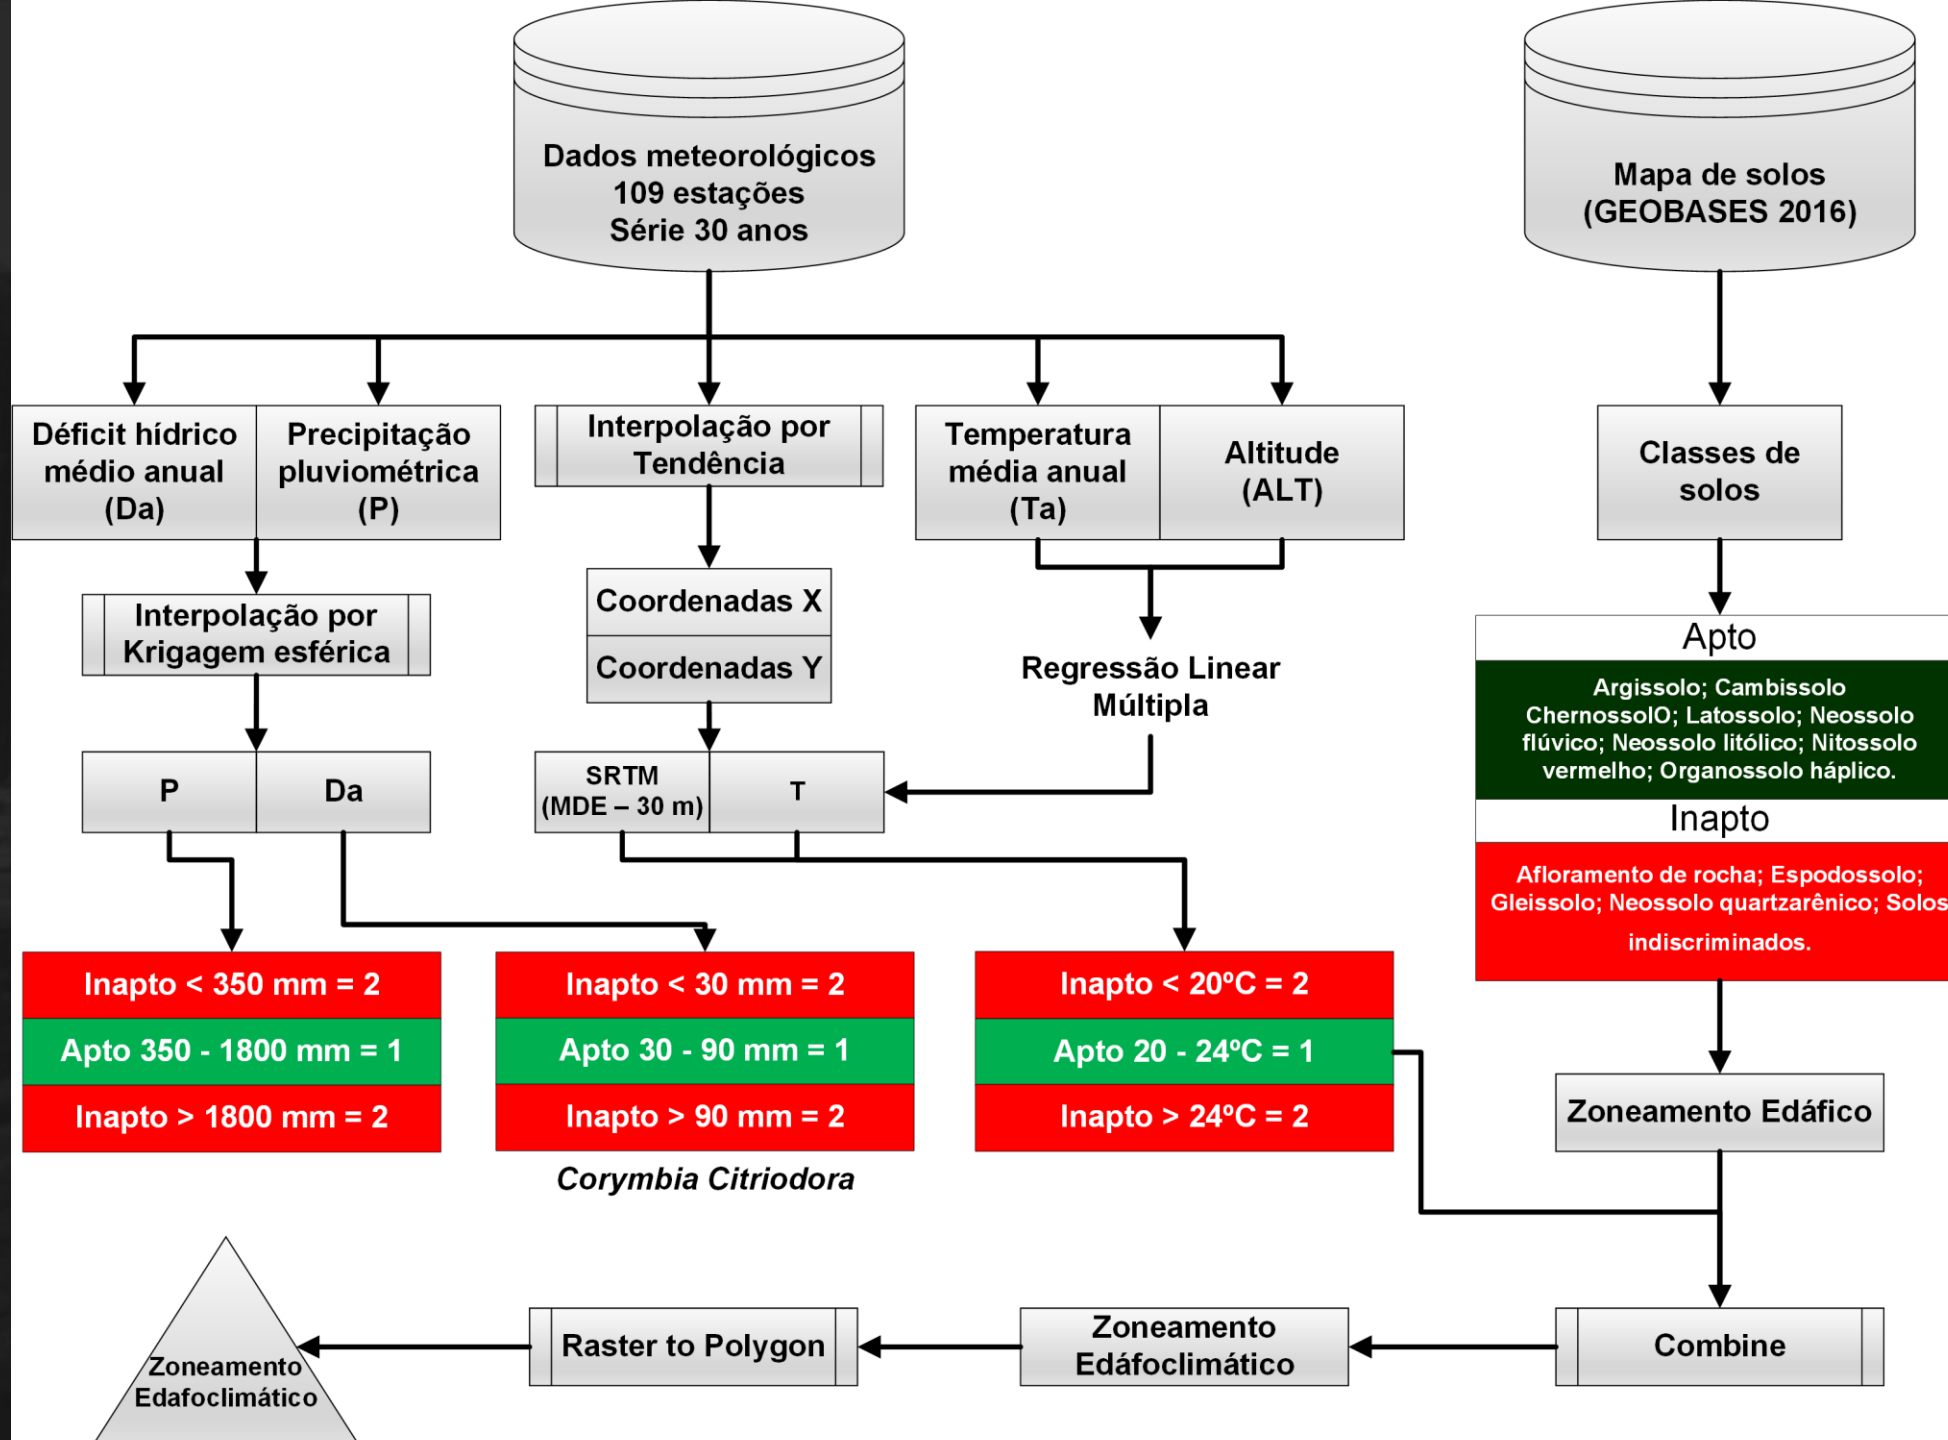 Dados meteorológicos
109 estações
Série 30 anos
Mapa de solos
(GEOBASES 2016)
Déficit hídrico
médio anual
(Da)
Precipitação
pluviométrica
(P)
Interpolação por
Tendência
Temperatura
média anual
(Ta)
Altitude
(ALT)
Classes de
solos
Interpolação por
Krigagem esférica
Coordenadas X
Coordenadas Y
Regressão Linear
Múltipla
Apto
Argissolo; Cambissolo
ChernossolO; Latossolo; Neossolo
flúvico; Neossolo litólico; Nitossolo
vermelho; Organossolo háplico.
Inapto
Afloramento de rocha; Espodossolo;
Gleissolo; Neossolo quartzarênico; Solos
indiscriminados.
P
Da
SRTM
(MDE – 30 m)
T
Inapto < 350 mm = 2
Apto 350 - 1800 mm = 1
Inapto > 1800 mm = 2
Inapto < 30 mm = 2
Apto 30 - 90 mm = 1
Inapto > 90 mm = 2
Corymbia Citriodora
Inapto < 20ºC = 2
Apto 20 - 24ºC = 1
Inapto > 24ºC = 2
Zoneamento Edáfico
Combine
Zoneamento
Edáfoclimático
Raster to Polygon
Zoneamento
Edafoclimático